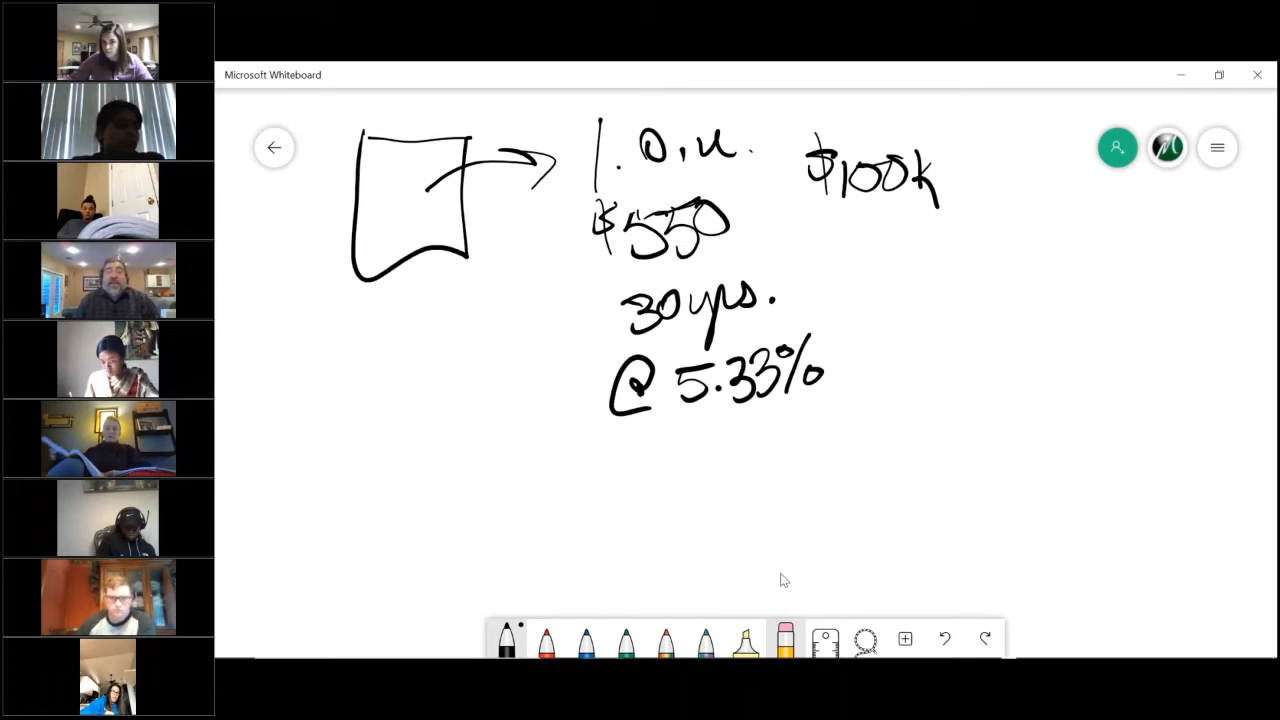 Microsoft Whiteboard
I.O.U. $100k
$550
30 yrs.
@ 5.33%